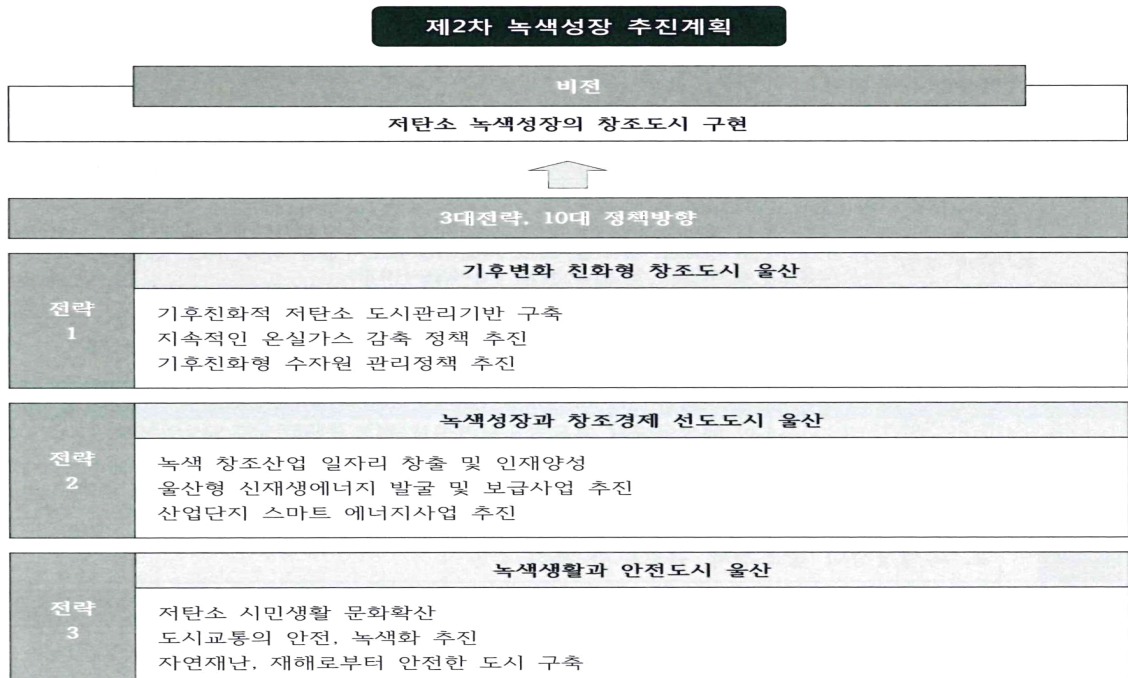 제2차 녹색성장 추진계획
비전
저탄소 녹색성장의 창조도시 구현
3대전략, 10대 정책방향
전략
1
기후변화 친화형 창조도시 울산
기후친화적 저탄소 도시관리기반 구축
지속적인 온실가스 감축 정책 추진
기후친화형 수자원 관리정책 추진
전략
2
녹색성장과 창조경제 선도도시 울산
녹색 창조산업 일자리 창출 및 인재양성
울산형 신재생에너지 발굴 및 보급사업 추진
산업단지 스마트 에너지사업 추진
전략
3
녹색생활과 안전도시 울산
저탄소 시민생활 문화확산
도시교통의 안전, 녹색화 추진
자연재난, 재해로부터 안전한 도시 구축